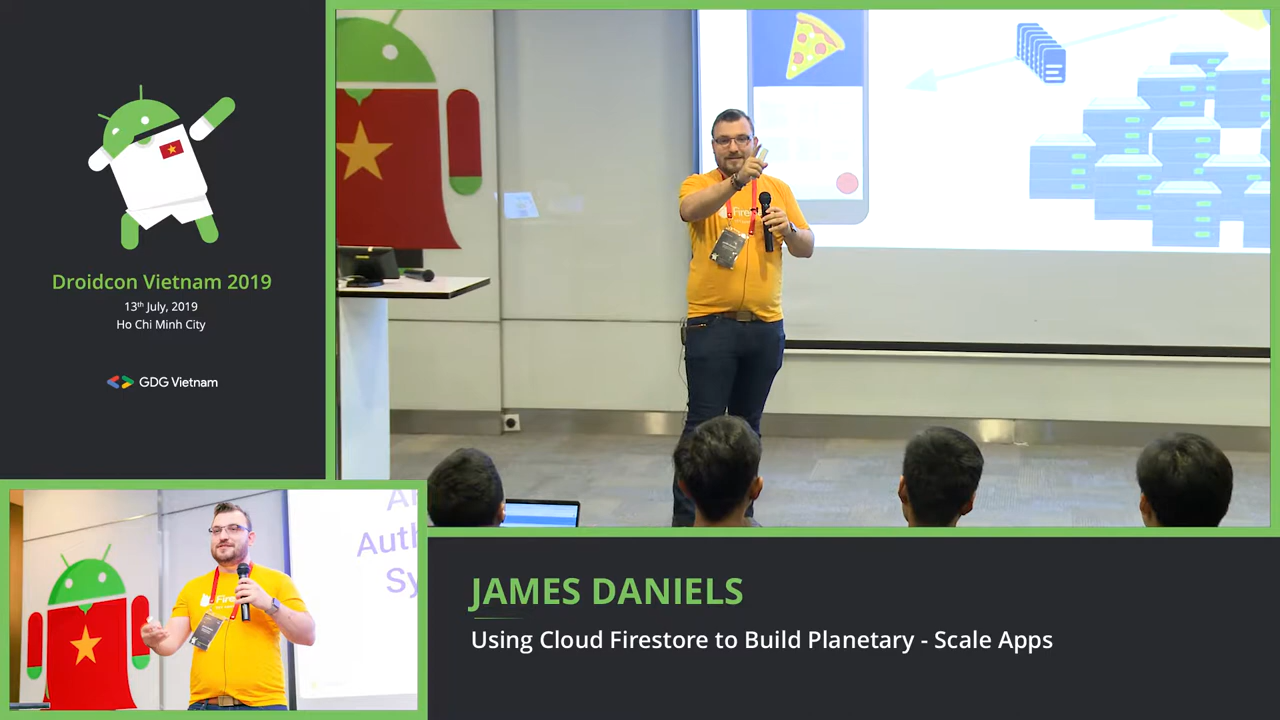 Droidcon Vietnam 2019
13th July, 2019
Ho Chi Minh City
GDG Vietnam
JAMES DANIELS
Using Cloud Firestore to Build Planetary - Scale Apps